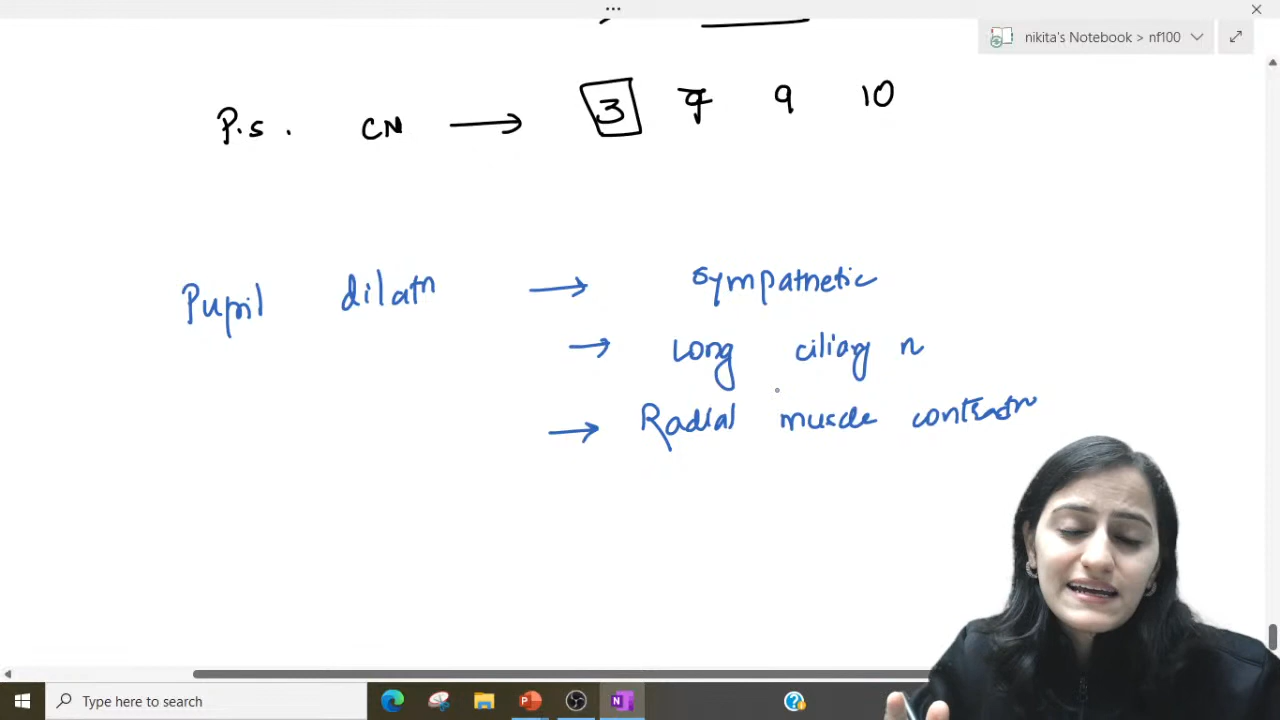 nikita's Notebook > nf100
P.s. CN → 3 7 9 10
Pupil dilatn → sympathetic
→ Long ciliary n
→ Radial muscle contractn
Type here to search